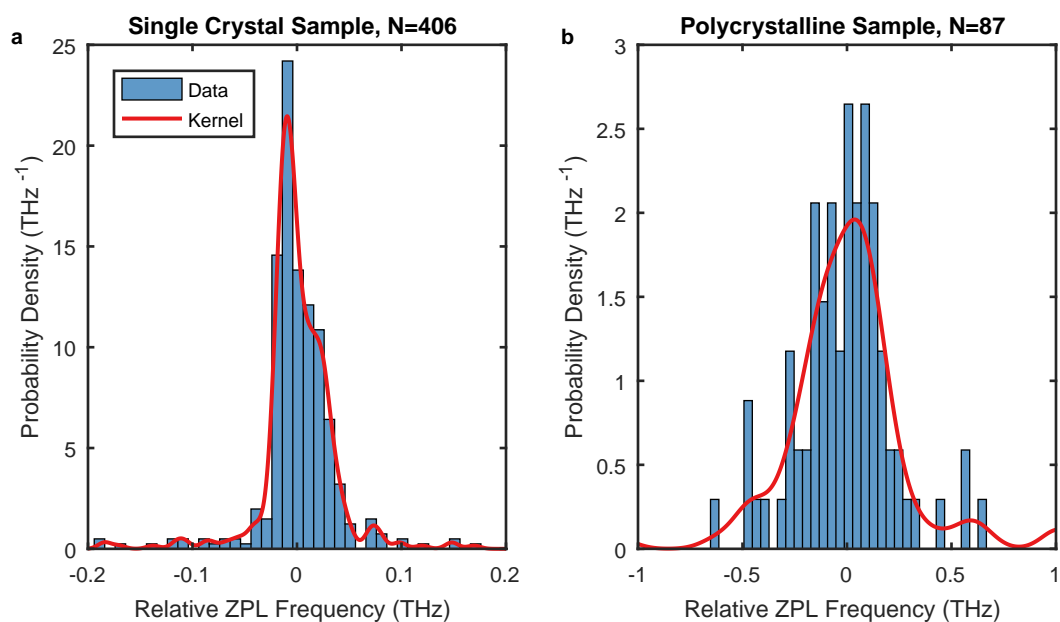 a
Single Crystal Sample, N=406
25
20
15
10
5
0
Probability Density (THz⁻¹)
Data
Kernel
-0.2
-0.1
0
0.1
0.2
Relative ZPL Frequency (THz)
b
Polycrystalline Sample, N=87
3
2.5
2
1.5
1
0.5
0
Probability Density (THz⁻¹)
-1
-0.5
0
0.5
1
Relative ZPL Frequency (THz)